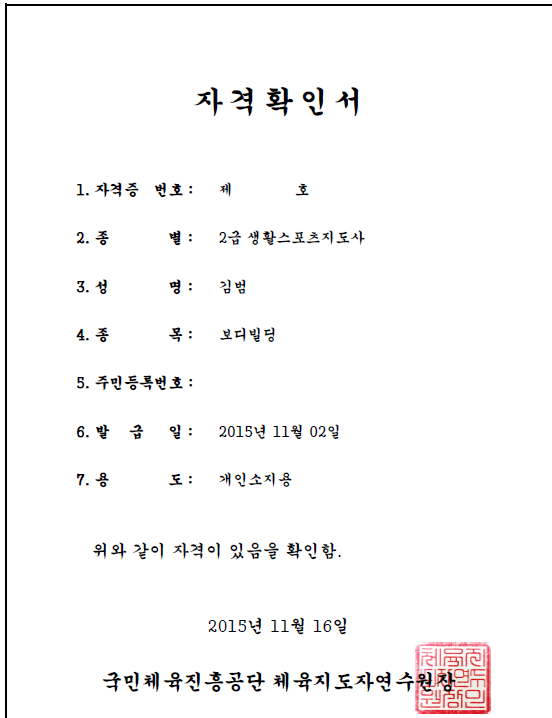 자격확인서
1. 자격증 번호 : 제 호
2. 종 별 : 2급 생활스포츠지도사
3. 성 명 : 김범
4. 종 목 : 보디빌딩
5. 주민등록번호 :
6. 발 급 일 : 2015년 11월 02일
7. 용 도 : 개인소지용
위와 같이 자격이 있음을 확인함.
2015년 11월 16일
국민체육진흥공단 체육지도자연수원장